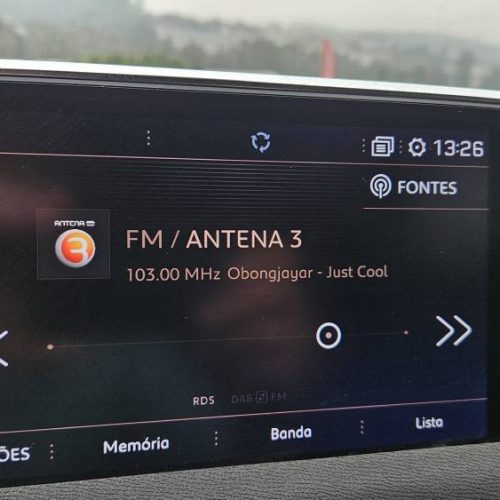 13:26
FONTES
ANTENA
3
FM / ANTENA 3
103.00 MHz Obongjayar - Just Cool
RDS DAB FM
ÕES Memória Banda Lista